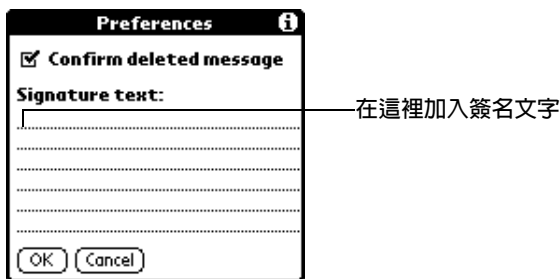 Preferences
Confirm deleted message
Signature text:
在這裡加入簽名文字
OK Cancel